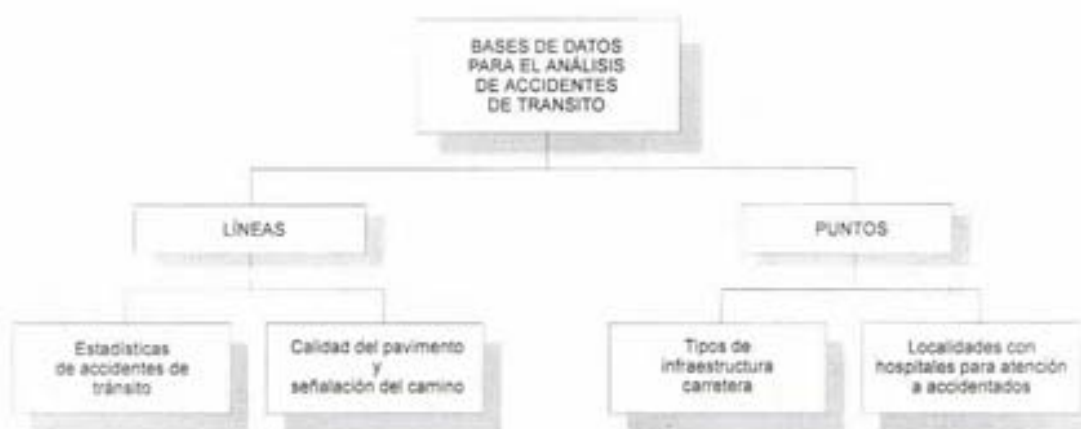 BASES DE DATOS
PARA EL ANÁLISIS
DE ACCIDENTES
DE TRANSITO
LÍNEAS
PUNTOS
Estadísticas
de accidentes de
tránsito
Calidad del pavimento
y
señalación del camino
Tipos de
infraestructura
carretera
Localidades con
hospitales para atención
a accidentados